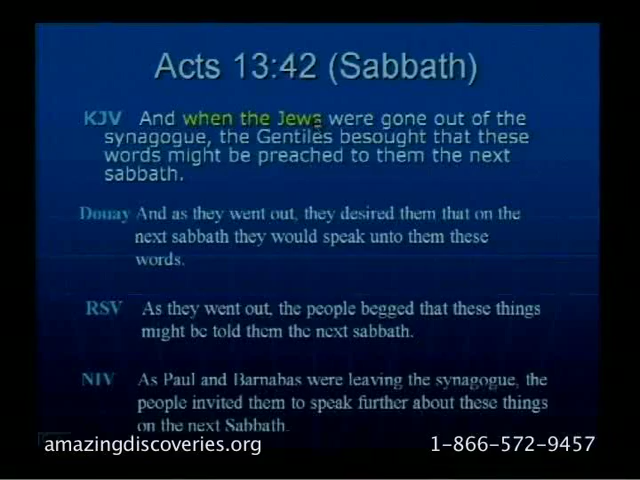 Acts 13:42 (Sabbath)
KJV And when the Jews were gone out of the
synagogue, the Gentiles besought that these
words might be preached to them the next
sabbath.
Douay And as they went out, they desired them that on the
next sabbath they would speak unto them these
words.
RSV As they went out, the people begged that these things
might be told them the next sabbath.
NIV As Paul and Barnabas were leaving the synagogue, the
people invited them to speak further about these things
on the next Sabbath.
amazingdiscoveries.org 1-866-572-9457